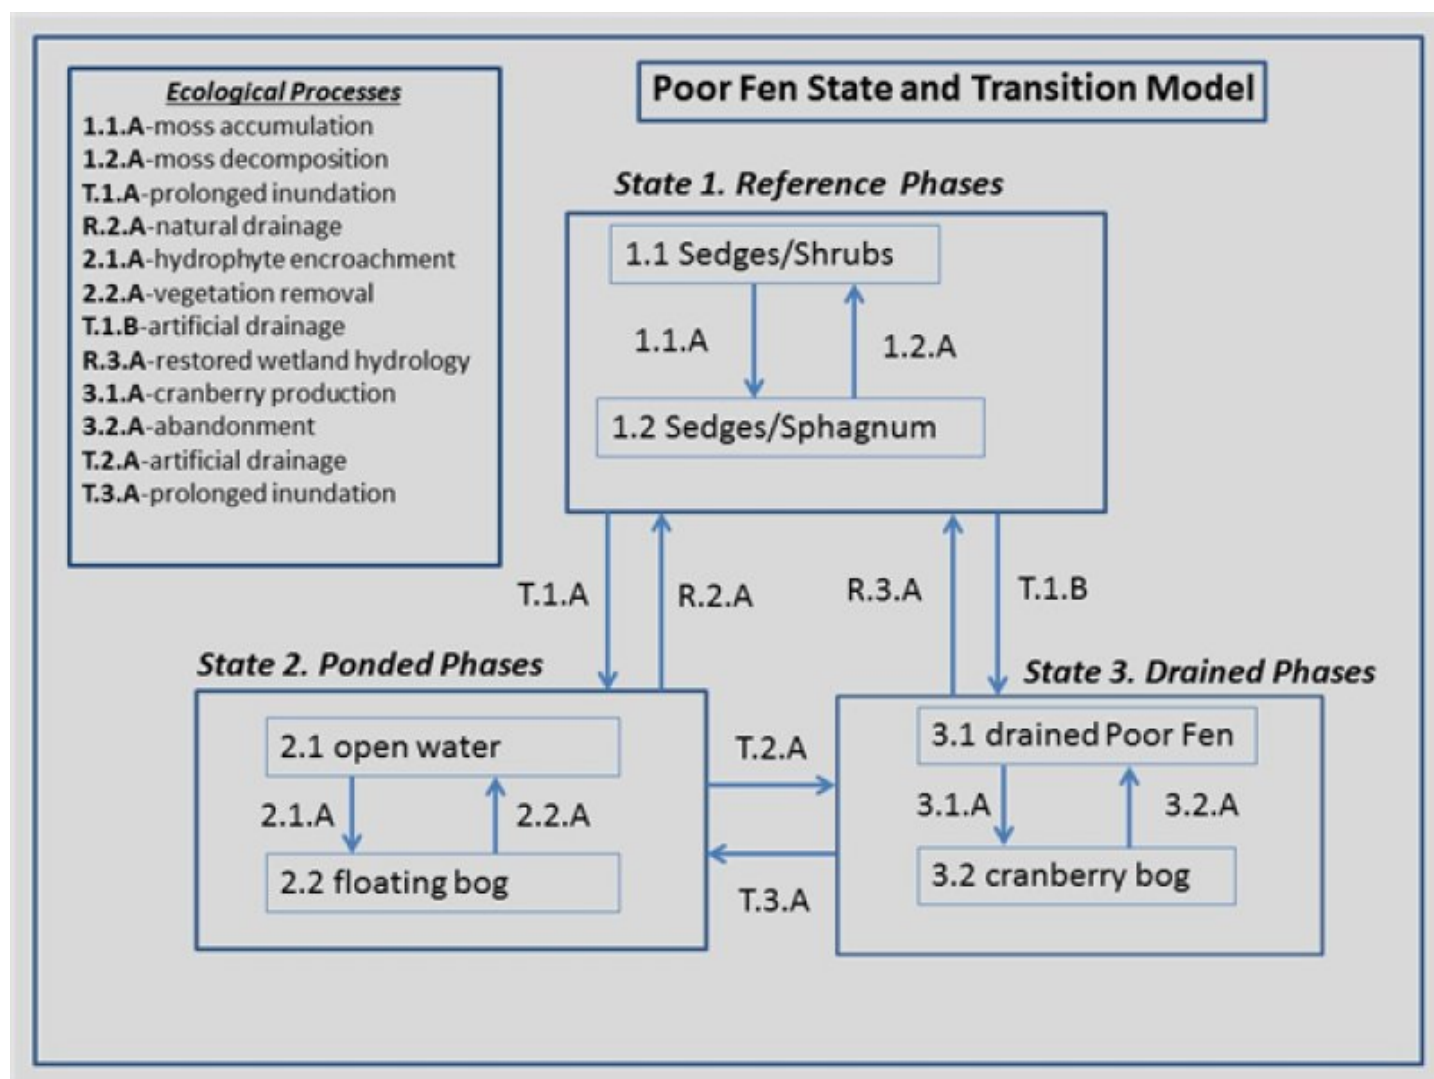 Ecological Processes
1.1.A-moss accumulation
1.2.A-moss decomposition
T.1.A-prolonged inundation
R.2.A-natural drainage
2.1.A-hydrophyte encroachment
2.2.A-vegetation removal
T.1.B-artificial drainage
R.3.A-restored wetland hydrology
3.1.A-cranberry production
3.2.A-abandonment
T.2.A-artificial drainage
T.3.A-prolonged inundation
Poor Fen State and Transition Model
State 1. Reference Phases
1.1 Sedges/Shrubs
1.1.A
1.2.A
1.2 Sedges/Sphagnum
T.1.A
R.2.A
R.3.A
T.1.B
State 2. Ponded Phases
2.1 open water
2.1.A
2.2.A
2.2 floating bog
T.2.A
T.3.A
State 3. Drained Phases
3.1 drained Poor Fen
3.1.A
3.2.A
3.2 cranberry bog